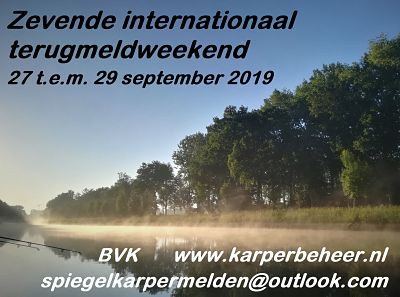 Zevende internationaal
terugmeldweekend
27 t.e.m. 29 september 2019
BVK www.karperbeheer.nl
spiegelkarpermelden@outlook.com